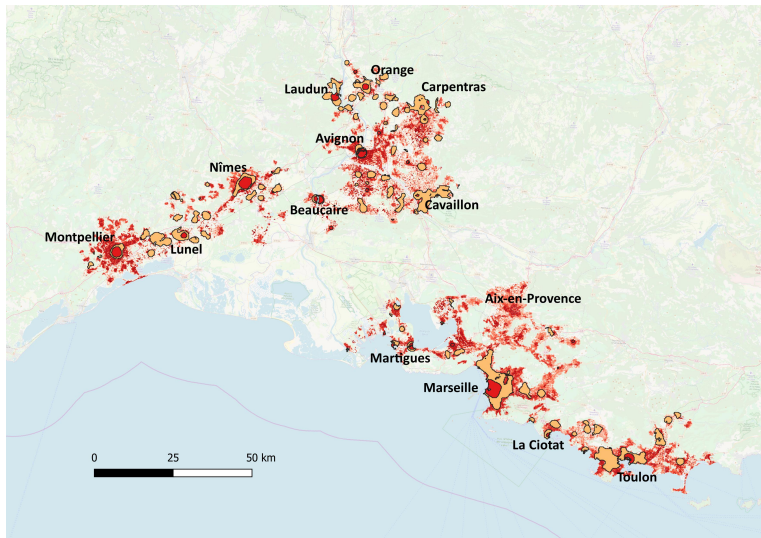 Orange
Laudun
Carpentras
Avignon
Nîmes
Beaucaire
Cavaillon
Montpellier
Lunel
Aix-en-Provence
Martigues
Marseille
La Ciotat
0 25 50 km
Toulon